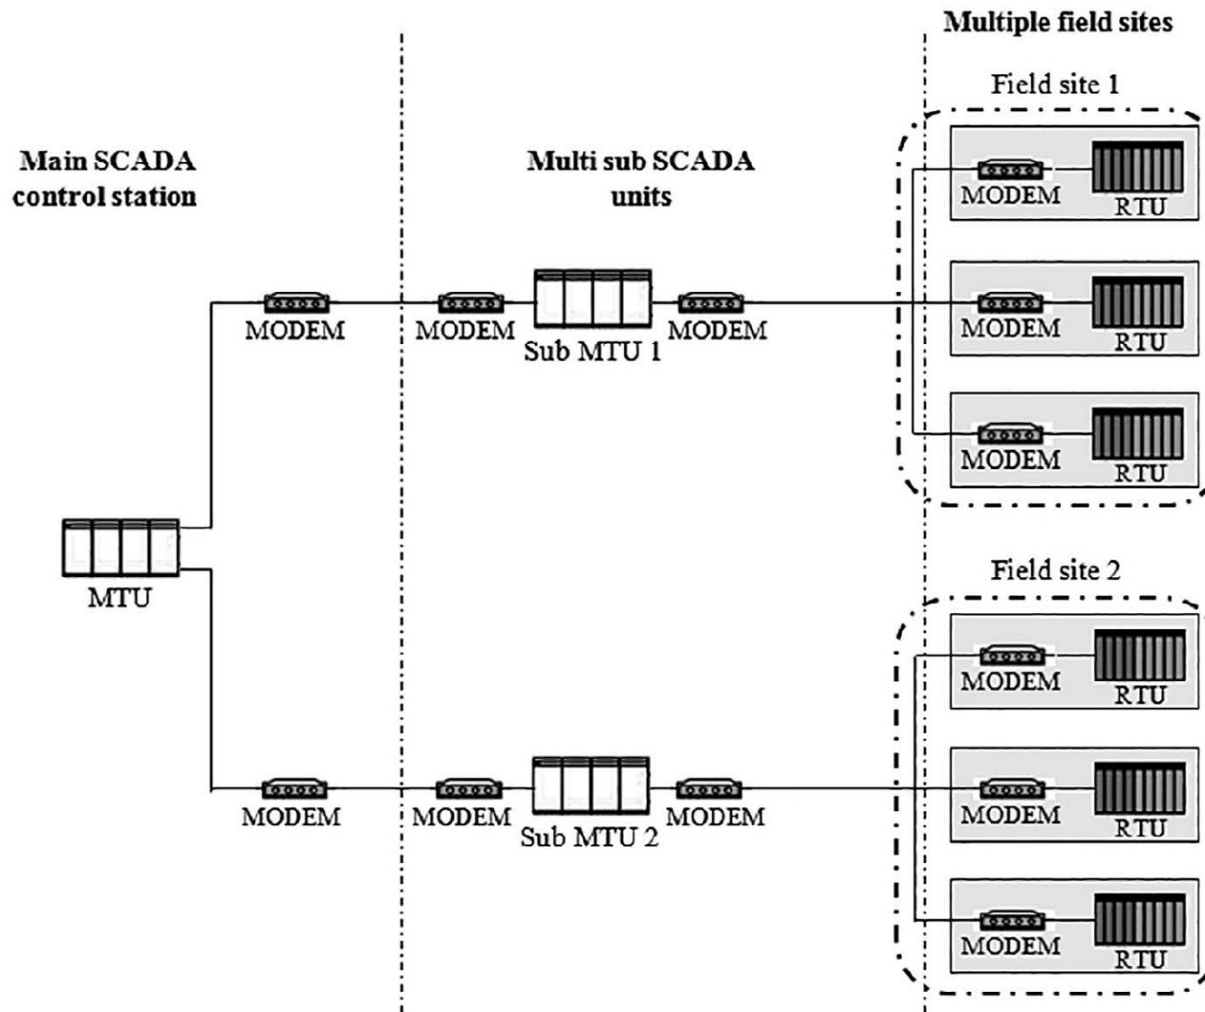 Multiple field sites
Field site 1
Main SCADA
control station
Multi sub SCADA
units
MODEM
RTU
MODEM
RTU
MODEM
RTU
MODEM
MODEM
MODEM
Sub MTU 1
MTU
Field site 2
MODEM
RTU
MODEM
RTU
MODEM
RTU
MODEM
MODEM
MODEM
Sub MTU 2